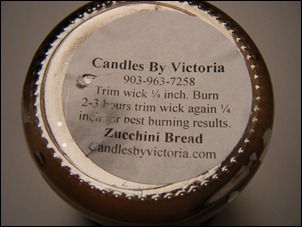 Candles By Victoria
903-963-7258
Trim wick ¼ inch. Burn
2-3 hours trim wick again ¼
inch for best burning results.
Zucchini Bread
Candlesbyvictoria.com